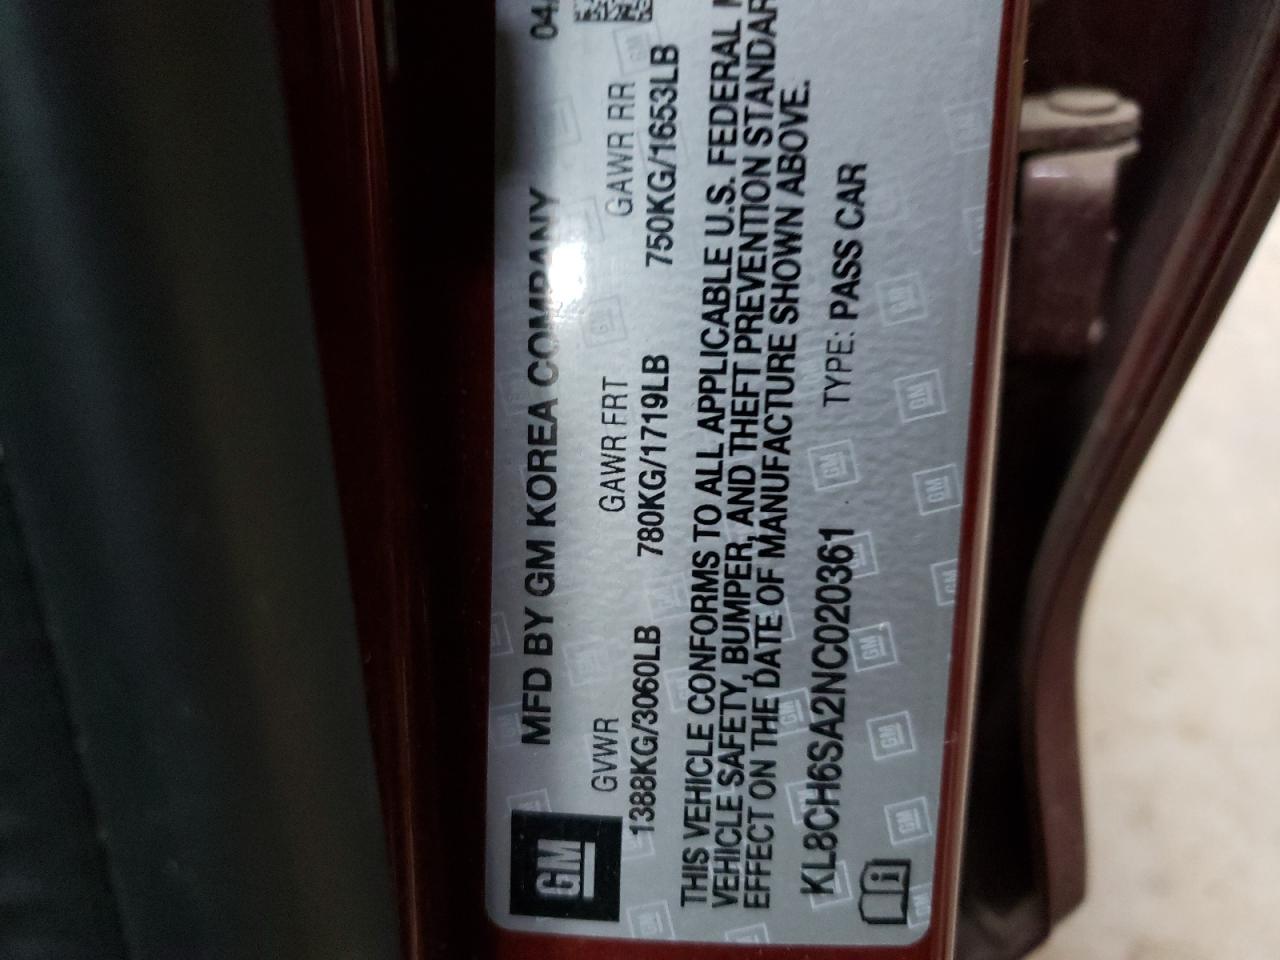 GM
MFD BY GM KOREA COMPANY 04/
GVWR GAWR FRT GAWR RR
1388KG/3060LB 780KG/1719LB 750KG/1653LB
THIS VEHICLE CONFORMS TO ALL APPLICABLE U.S. FEDERAL
VEHICLE SAFETY, BUMPER, AND THEFT PREVENTION
EFFECT ON THE DATE OF MANUFACTURE SHOWN ABOVE.
KL8CH6SA2NC020361 TYPE: PASS CAR